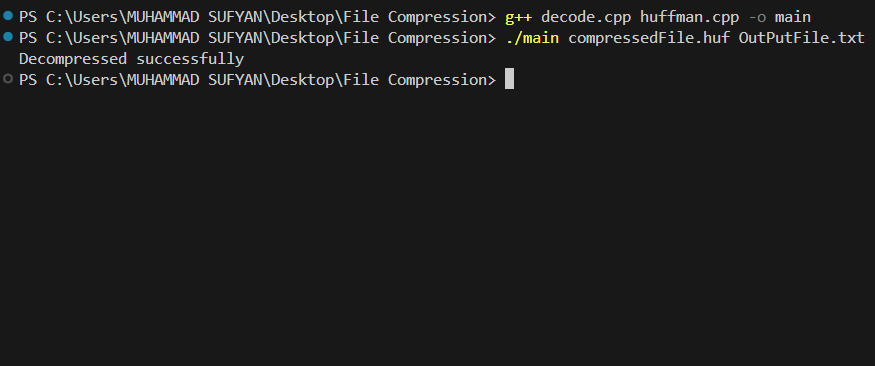 PS C:\Users\MUHAMMAD SUFYAN\Desktop\File Compression> g++ decode.cpp huffman.cpp -o main
PS C:\Users\MUHAMMAD SUFYAN\Desktop\File Compression> ./main compressedFile.huf OutPutFile.txt
Decompressed successfully
PS C:\Users\MUHAMMAD SUFYAN\Desktop\File Compression>